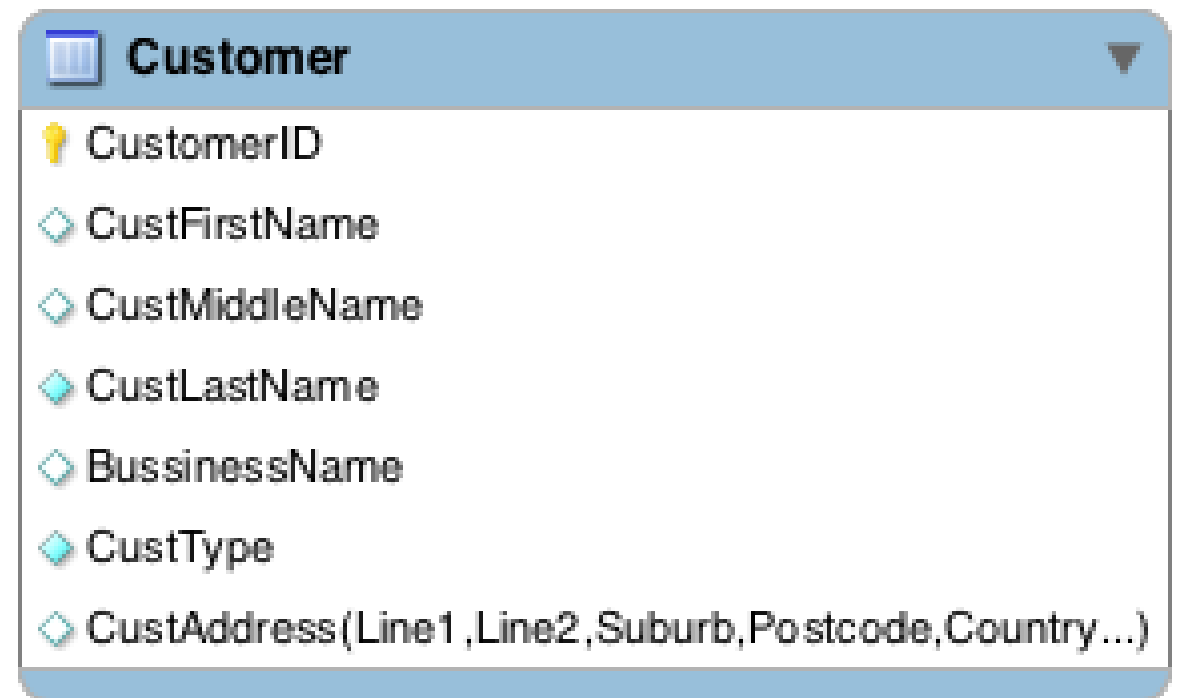 Customer
CustomerID
CustFirstName
CustMiddleName
CustLastName
BussinessName
CustType
CustAddress(Line1,Line2,Suburb,Postcode,Country...)